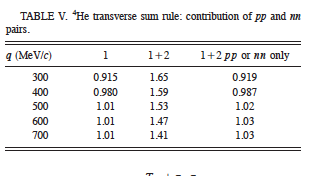 TABLE V. ⁴He transverse sum rule: contribution of pp and nn
pairs.
q (MeV/c) 1 1+2 1+2 pp or nn only
300 0.915 1.65 0.919
400 0.980 1.59 0.987
500 1.01 1.53 1.02
600 1.01 1.47 1.03
700 1.01 1.41 1.03